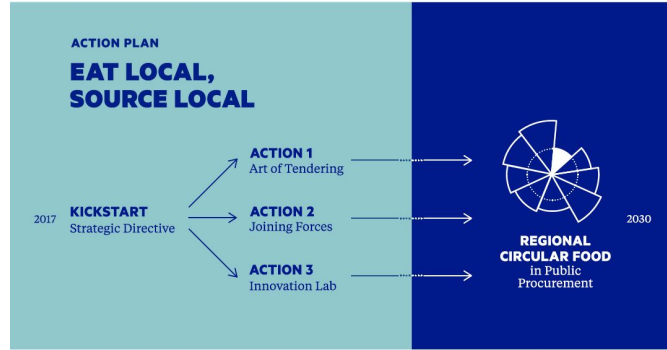 ACTION PLAN
EAT LOCAL,
SOURCE LOCAL
2017
KICKSTART
Strategic Directive
ACTION 1
Art of Tendering
ACTION 2
Joining Forces
ACTION 3
Innovation Lab
2030
REGIONAL
CIRCULAR FOOD
in Public
Procurement